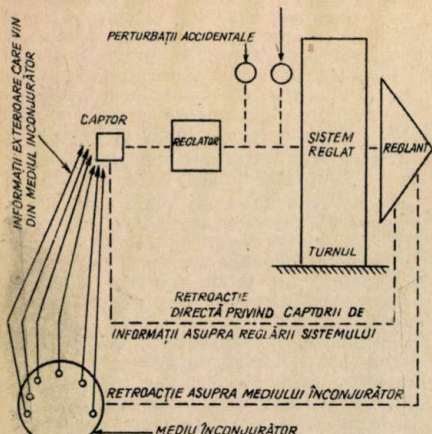 PERTURBAȚII ACCIDENTALE
INFORMAȚII EXTERIOARE CARE VIN
DIN MEDIUL INCONJURĂTOR
CAPTOR
REGLATOR
SISTEM
REGLAT
REGLANT
TURNUL
RETROACȚIE
DIRECTĂ PRIVIND CAPTORII DE
INFORMAȚII ASUPRA REGLĂRII SISTEMULUI
RETROACȚIE ASUPRA MEDIULUI ÎNCONJURĂTOR
MEDIU ÎNCONJURĂTOR